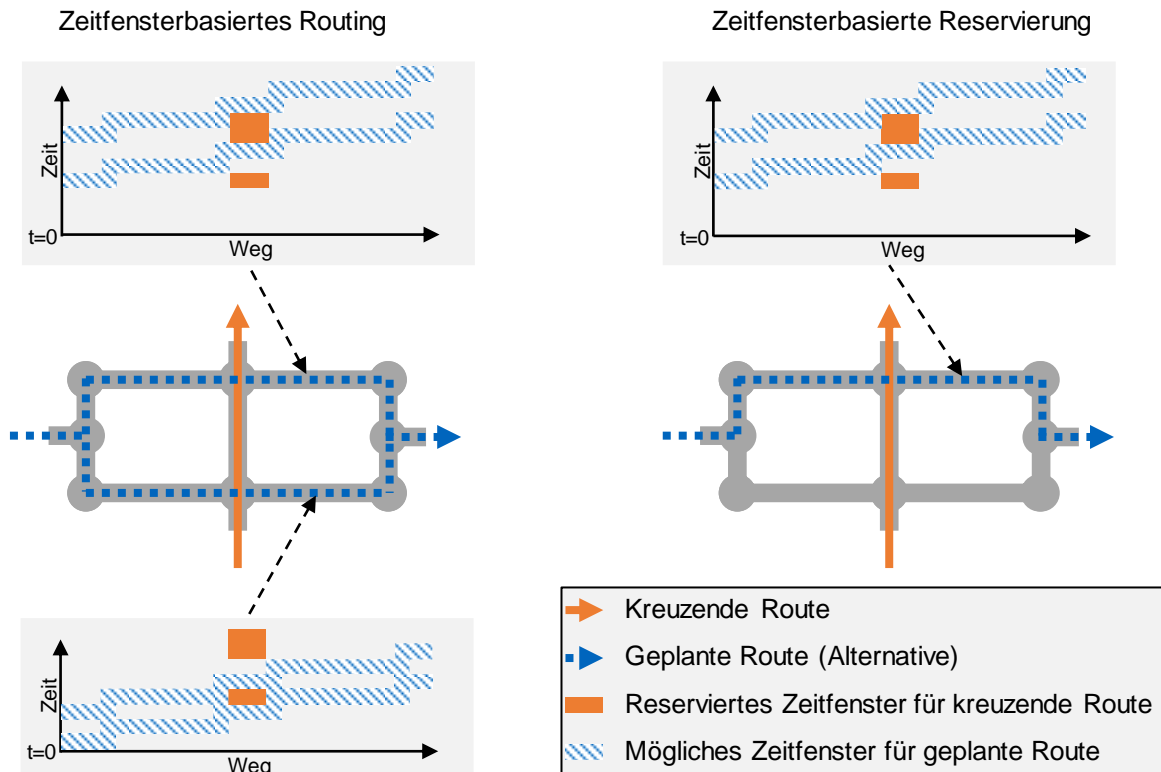 Zeitfensterbasiertes Routing
Zeitfensterbasierte Reservierung
Zeit
t=0
Weg
Zeit
t=0
Weg
Zeit
t=0
Weg
Kreuzende Route
Geplante Route (Alternative)
Reserviertes Zeitfenster für kreuzende Route
Mögliches Zeitfenster für geplante Route